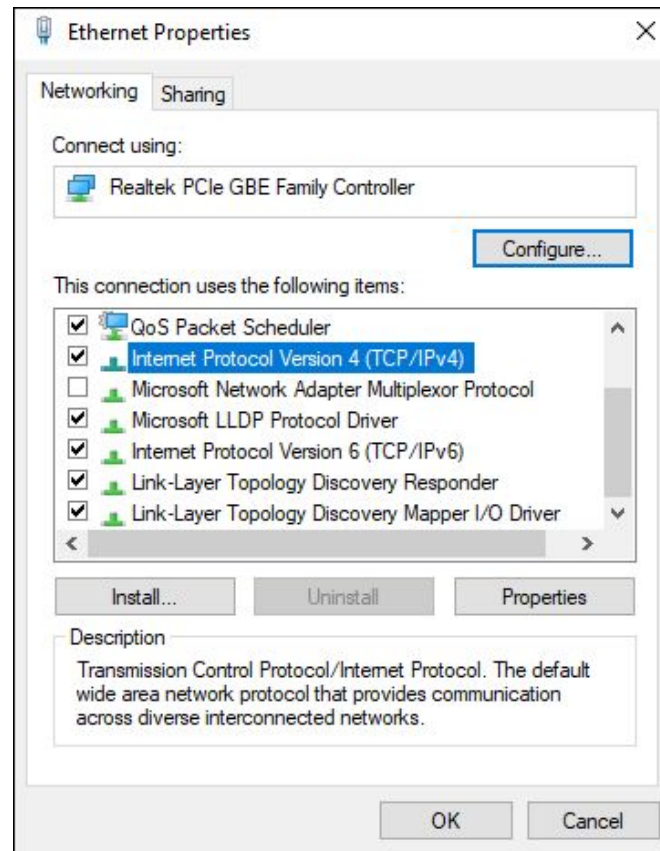 Ethernet Properties
Networking Sharing
Connect using:
Realtek PCIe GBE Family Controller
Configure...
This connection uses the following items:
QoS Packet Scheduler
Internet Protocol Version 4 (TCP/IPv4)
Microsoft Network Adapter Multiplexor Protocol
Microsoft LLDP Protocol Driver
Internet Protocol Version 6 (TCP/IPv6)
Link-Layer Topology Discovery Responder
Link-Layer Topology Discovery Mapper I/O Driver
Install... Uninstall Properties
Description
Transmission Control Protocol/Internet Protocol. The default
wide area network protocol that provides communication
across diverse interconnected networks.
OK Cancel